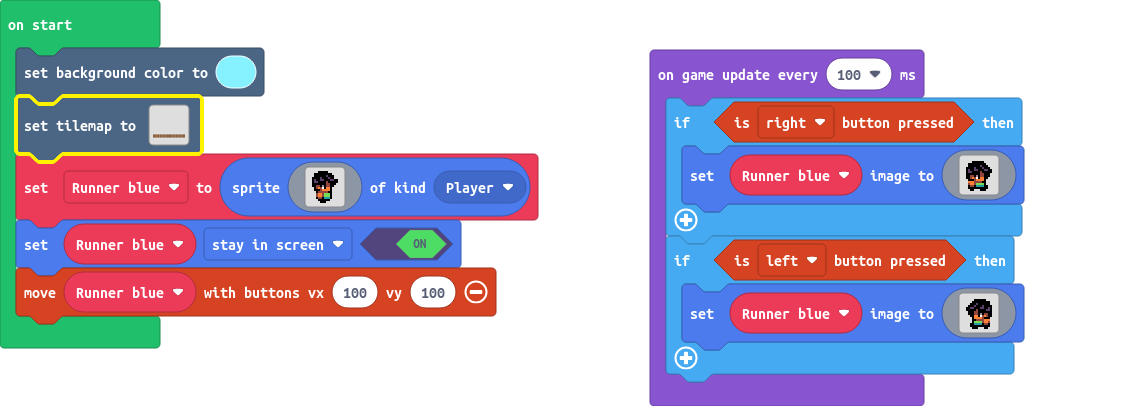 on start
set background color to
set tilemap to
set Runner blue to sprite of kind Player
set Runner blue stay in screen ON
move Runner blue with buttons vx 100 vy 100
on game update every 100 ms
if is right button pressed then
set Runner blue image to
if is left button pressed then
set Runner blue image to